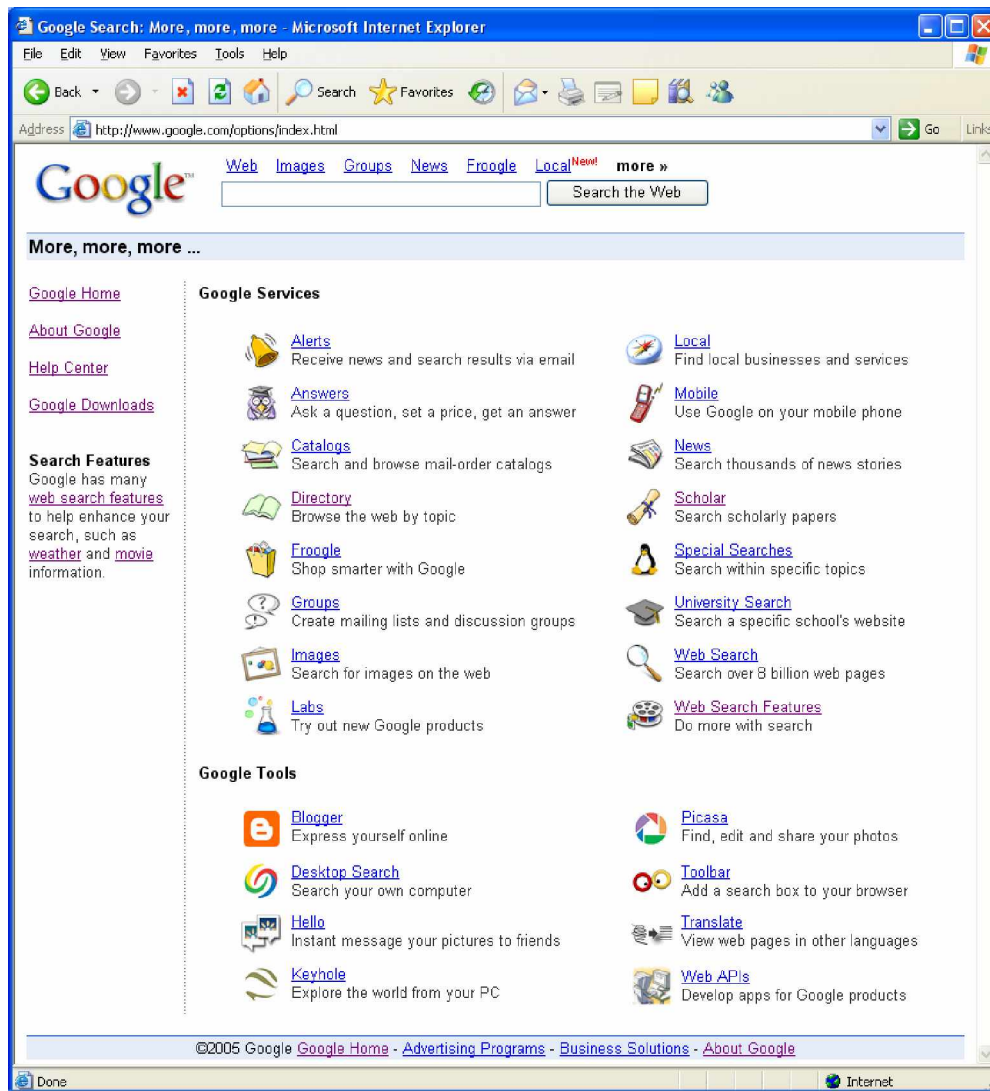 Google Search: More, more, more - Microsoft Internet Explorer
File Edit View Favorites Tools Help
Back Search Favorites
Address http://www.google.com/options/index.html Go Links
Google™
Web Images Groups News Froogle Local New! more »
Search the Web
More, more, more ...
Google Home
About Google
Help Center
Google Downloads
Search Features
Google has many
web search features
to help enhance your
search, such as
weather and movie
information.
Google Services
Alerts
Receive news and search results via email
Answers
Ask a question, set a price, get an answer
Catalogs
Search and browse mail-order catalogs
Directory
Browse the web by topic
Froogle
Shop smarter with Google
Groups
Create mailing lists and discussion groups
Images
Search for images on the web
Labs
Try out new Google products
Local
Find local businesses and services
Mobile
Use Google on your mobile phone
News
Search thousands of news stories
Scholar
Search scholarly papers
Special Searches
Search within specific topics
University Search
Search a specific school's website
Web Search
Search over 8 billion web pages
Web Search Features
Do more with search
Google Tools
Blogger
Express yourself online
Desktop Search
Search your own computer
Hello
Instant message your pictures to friends
Keyhole
Explore the world from your PC
Picasa
Find, edit and share your photos
Toolbar
Add a search box to your browser
Translate
View web pages in other languages
Web APIs
Develop apps for Google products
©2005 Google Google Home - Advertising Programs - Business Solutions - About Google
Done Internet